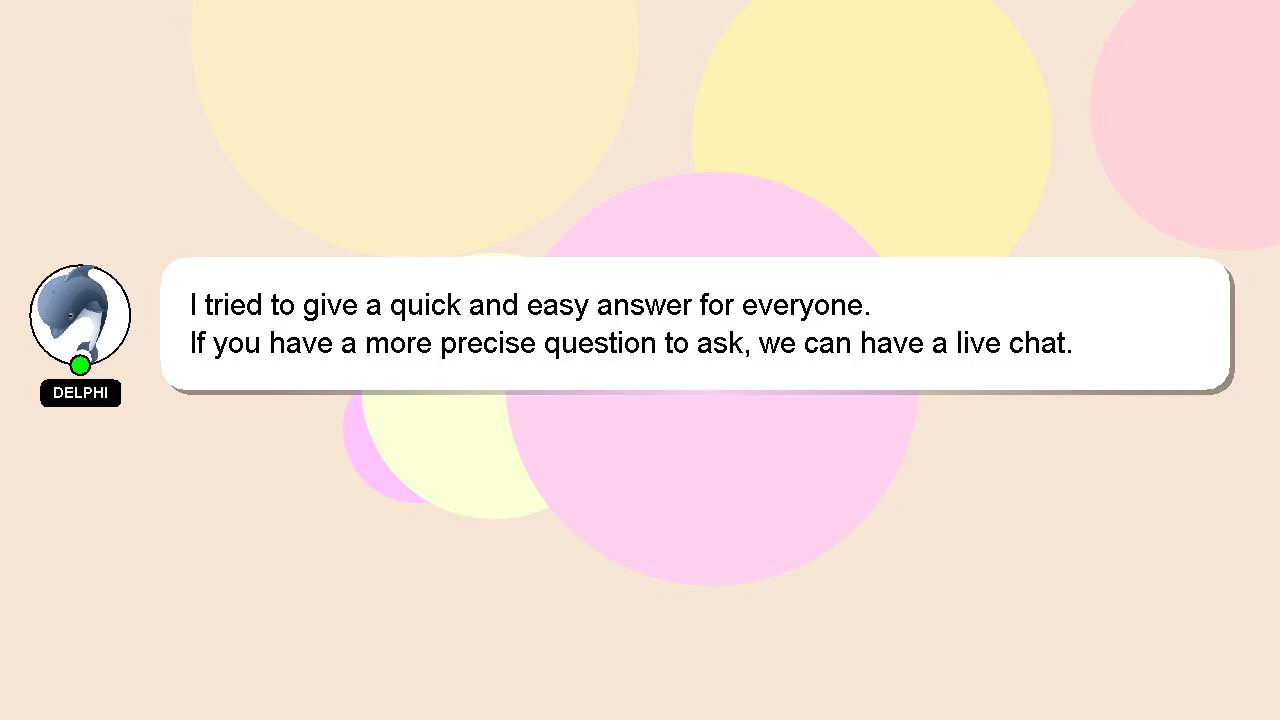 I tried to give a quick and easy answer for everyone.
If you have a more precise question to ask, we can have a live chat.
DELPHI